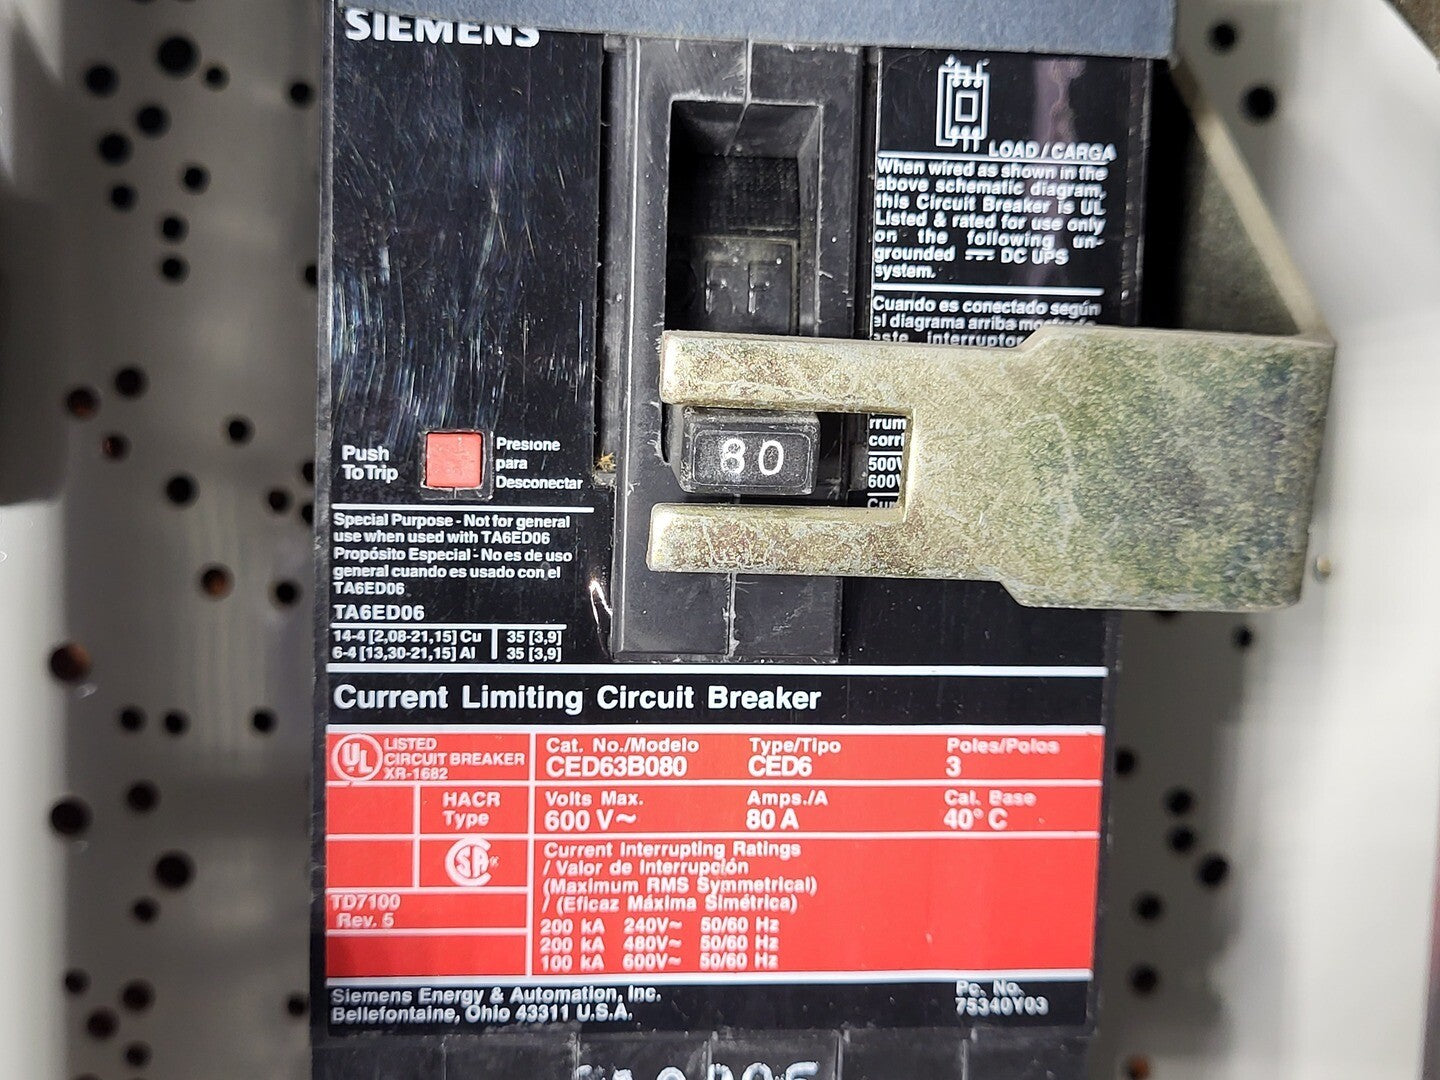 SIEMENS
LOAD/CARGA
When wired as shown in the
above schematic diagram,
this Circuit Breaker is UL
Listed & rated for use only
on the following un-
grounded ⎓ DC UPS
system.
Cuando es conectado según
el diagrama arriba mostrado
este interruptor
80
500V
600V
Push
To Trip
Presione
para
Desconectar
Special Purpose - Not for general
use when used with TA6ED06
Propósito Especial - No es de uso
general cuando es usado con el
TA6ED06
TA6ED06
14-4 [2,08-21,15] Cu 35 [3,9]
6-4 [13,30-21,15] Al 35 [3,9]
Current Limiting Circuit Breaker
UL LISTED
CIRCUIT BREAKER
XR-1682
Cat. No./Modelo Type/Tipo Poles/Polos
CED63B080 CED6 3
HACR
Type
Volts Max. Amps./A Cal. Base
600 V~ 80 A 40° C
SA
Current Interrupting Ratings
/ Valor de Interrupción
(Maximum RMS Symmetrical)
/ (Eficaz Máxima Simétrica)
200 kA 240V~ 50/60 Hz
200 kA 480V~ 50/60 Hz
100 kA 600V~ 50/60 Hz
TD7100
Rev. 5
Siemens Energy & Automation, Inc.
Bellefontaine, Ohio 43311 U.S.A.
Pc. No.
75340Y03